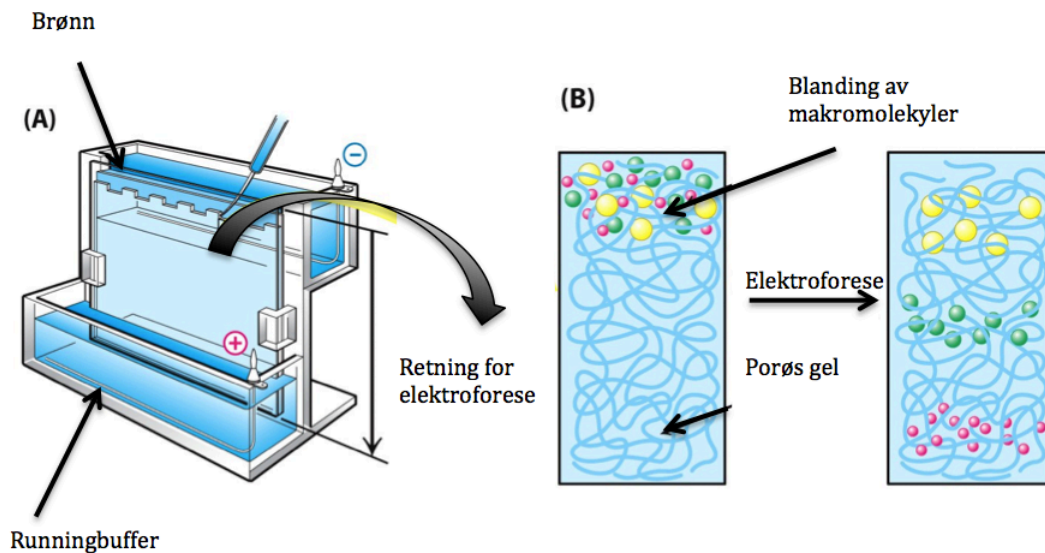 Brønn
(A)
−
+
Retning for
elektroforese
Runningbuffer
(B)
Blanding av
makromolekyler
Elektroforese
Porøs gel